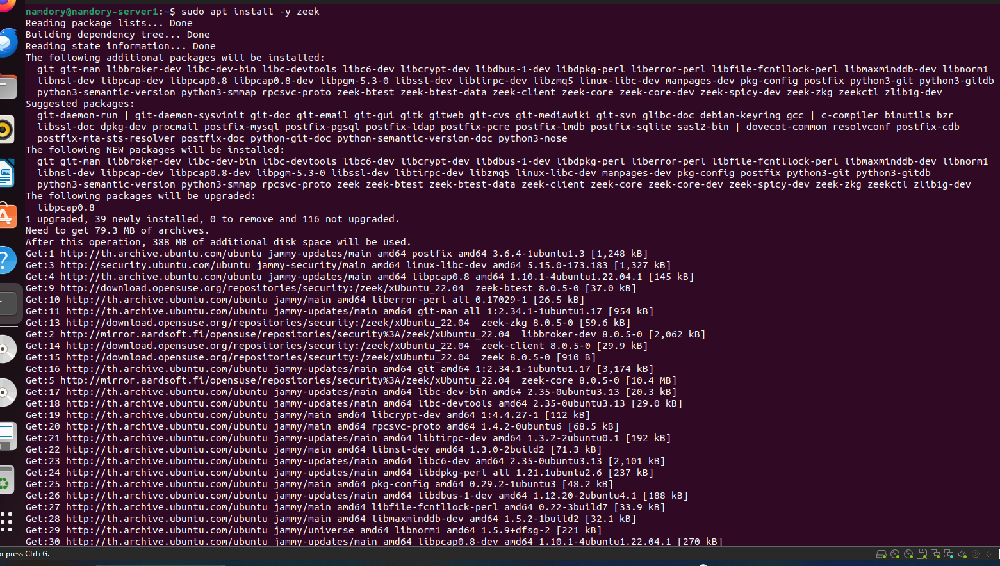 namdory@namdory-server1:~$ sudo apt install -y zeek
Reading package lists... Done
Building dependency tree... Done
Reading state information... Done
The following additional packages will be installed:
  git git-man libbroker-dev libc-dev-bin libc-devtools libc6-dev libcrypt-dev libdbus-1-dev libdpkg-perl liberror-perl libfile-fcntllock-perl libmaxminddb-dev libnorm1
  libnsl-dev libpcap-dev libpcap0.8 libpcap0.8-dev libpgm-5.3-0 libssl-dev libtirpc-dev libzmq5 linux-libc-dev manpages-dev pkg-config postfix python3-git python3-gitdb
  python3-semantic-version python3-smmap rpcsvc-proto zeek-btest zeek-btest-data zeek-client zeek-core zeek-core-dev zeek-spicy-dev zeek-zkg zeekctl zlib1g-dev
Suggested packages:
  git-daemon-run | git-daemon-sysvinit git-doc git-email git-gui gitk gitweb git-cvs git-mediawiki git-svn glibc-doc debian-keyring gcc | c-compiler binutils bzr
  libssl-doc dpkg-dev procmail postfix-mysql postfix-pgsql postfix-ldap postfix-pcre postfix-lmdb postfix-sqlite sasl2-bin | dovecot-common resolvconf postfix-cdb
  postfix-mta-sts-resolver postfix-doc python-git-doc python-semantic-version-doc python3-nose
The following NEW packages will be installed:
  git git-man libbroker-dev libc-dev-bin libc-devtools libc6-dev libcrypt-dev libdbus-1-dev libdpkg-perl liberror-perl libfile-fcntllock-perl libmaxminddb-dev libnorm1
  libnsl-dev libpcap-dev libpcap0.8-dev libpgm-5.3-0 libssl-dev libtirpc-dev libzmq5 linux-libc-dev manpages-dev pkg-config postfix python3-git python3-gitdb
  python3-semantic-version python3-smmap rpcsvc-proto zeek zeek-btest zeek-btest-data zeek-client zeek-core zeek-core-dev zeek-spicy-dev zeek-zkg zeekctl zlib1g-dev
The following packages will be upgraded:
  libpcap0.8
1 upgraded, 39 newly installed, 0 to remove and 116 not upgraded.
Need to get 79.3 MB of archives.
After this operation, 388 MB of additional disk space will be used.
Get:1 http://th.archive.ubuntu.com/ubuntu jammy-updates/main amd64 postfix amd64 3.6.4-1ubuntu1.3 [1,248 kB]
Get:3 http://security.ubuntu.com/ubuntu jammy-security/main amd64 linux-libc-dev amd64 5.15.0-173.183 [1,327 kB]
Get:4 http://th.archive.ubuntu.com/ubuntu jammy-updates/main amd64 libpcap0.8 amd64 1.10.1-4ubuntu1.22.04.1 [145 kB]
Get:9 http://download.opensuse.org/repositories/security:/zeek/xUbuntu_22.04  zeek-btest 8.0.5-0 [37.0 kB]
Get:10 http://th.archive.ubuntu.com/ubuntu jammy/main amd64 liberror-perl all 0.17029-1 [26.5 kB]
Get:11 http://th.archive.ubuntu.com/ubuntu jammy-updates/main amd64 git-man all 1:2.34.1-1ubuntu1.17 [954 kB]
Get:13 http://download.opensuse.org/repositories/security:/zeek/xUbuntu_22.04  zeek-zkg 8.0.5-0 [59.6 kB]
Get:2 http://mirror.aardsoft.fi/opensuse/repositories/security%3A/zeek/xUbuntu_22.04  libbroker-dev 8.0.5-0 [2,062 kB]
Get:14 http://download.opensuse.org/repositories/security:/zeek/xUbuntu_22.04  zeek-client 8.0.5-0 [29.9 kB]
Get:15 http://download.opensuse.org/repositories/security:/zeek/xUbuntu_22.04  zeek 8.0.5-0 [910 B]
Get:16 http://th.archive.ubuntu.com/ubuntu jammy-updates/main amd64 git amd64 1:2.34.1-1ubuntu1.17 [3,174 kB]
Get:5 http://mirror.aardsoft.fi/opensuse/repositories/security%3A/zeek/xUbuntu_22.04  zeek-core 8.0.5-0 [10.4 MB]
Get:17 http://th.archive.ubuntu.com/ubuntu jammy-updates/main amd64 libc-dev-bin amd64 2.35-0ubuntu3.13 [20.3 kB]
Get:18 http://th.archive.ubuntu.com/ubuntu jammy-updates/main amd64 libc-devtools amd64 2.35-0ubuntu3.13 [29.0 kB]
Get:19 http://th.archive.ubuntu.com/ubuntu jammy/main amd64 libcrypt-dev amd64 1:4.4.27-1 [112 kB]
Get:20 http://th.archive.ubuntu.com/ubuntu jammy/main amd64 rpcsvc-proto amd64 1.4.2-0ubuntu6 [68.5 kB]
Get:21 http://th.archive.ubuntu.com/ubuntu jammy-updates/main amd64 libtirpc-dev amd64 1.3.2-2ubuntu0.1 [192 kB]
Get:22 http://th.archive.ubuntu.com/ubuntu jammy/main amd64 libnsl-dev amd64 1.3.0-2build2 [71.3 kB]
Get:23 http://th.archive.ubuntu.com/ubuntu jammy-updates/main amd64 libc6-dev amd64 2.35-0ubuntu3.13 [2,101 kB]
Get:24 http://th.archive.ubuntu.com/ubuntu jammy-updates/main amd64 libdpkg-perl all 1.21.1ubuntu2.6 [237 kB]
Get:25 http://th.archive.ubuntu.com/ubuntu jammy/main amd64 pkg-config amd64 0.29.2-1ubuntu3 [48.2 kB]
Get:26 http://th.archive.ubuntu.com/ubuntu jammy-updates/main amd64 libdbus-1-dev amd64 1.12.20-2ubuntu4.1 [188 kB]
Get:27 http://th.archive.ubuntu.com/ubuntu jammy/main amd64 libfile-fcntllock-perl amd64 0.22-3build7 [33.9 kB]
Get:28 http://th.archive.ubuntu.com/ubuntu jammy/main amd64 libmaxminddb-dev amd64 1.5.2-1build2 [32.1 kB]
Get:29 http://th.archive.ubuntu.com/ubuntu jammy/universe amd64 libnorm1 amd64 1.5.9+dfsg-2 [221 kB]
Get:30 http://th.archive.ubuntu.com/ubuntu jammy-updates/main amd64 libpcap0.8-dev amd64 1.10.1-4ubuntu1.22.04.1 [270 kB]
or press Ctrl+G.